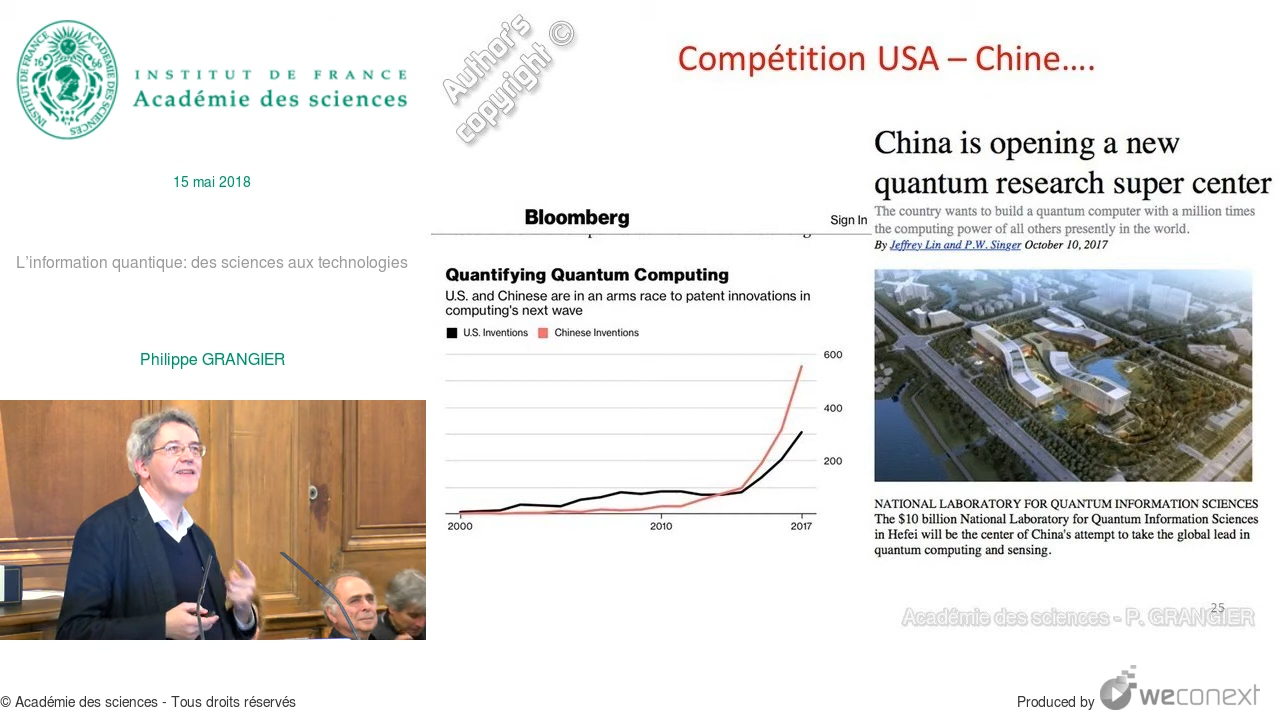 INSTITUT DE FRANCE
Académie des sciences
INSTITUT·DE·FRANCE·
ACADÉMIE·DES·SCIENCES
1666
15 mai 2018
L'information quantique: des sciences aux technologies
Philippe GRANGIER
Author's
copyright ©
Compétition USA – Chine….
Bloomberg
Sign In
Quantifying Quantum Computing
U.S. and Chinese are in an arms race to patent innovations in
computing's next wave
U.S. Inventions
Chinese Inventions
600
400
200
2000
2010
2017
China is opening a new
quantum research super center
The country wants to build a quantum computer with a million times
the computing power of all others presently in the world.
By Jeffrey Lin and P.W. Singer October 10, 2017
NATIONAL LABORATORY FOR QUANTUM INFORMATION SCIENCES
The $10 billion National Laboratory for Quantum Information Sciences
in Hefei will be the center of China's attempt to take the global lead in
quantum computing and sensing.
25
Académie des sciences - P. GRANGIER
© Académie des sciences - Tous droits réservés
Produced by
weconext